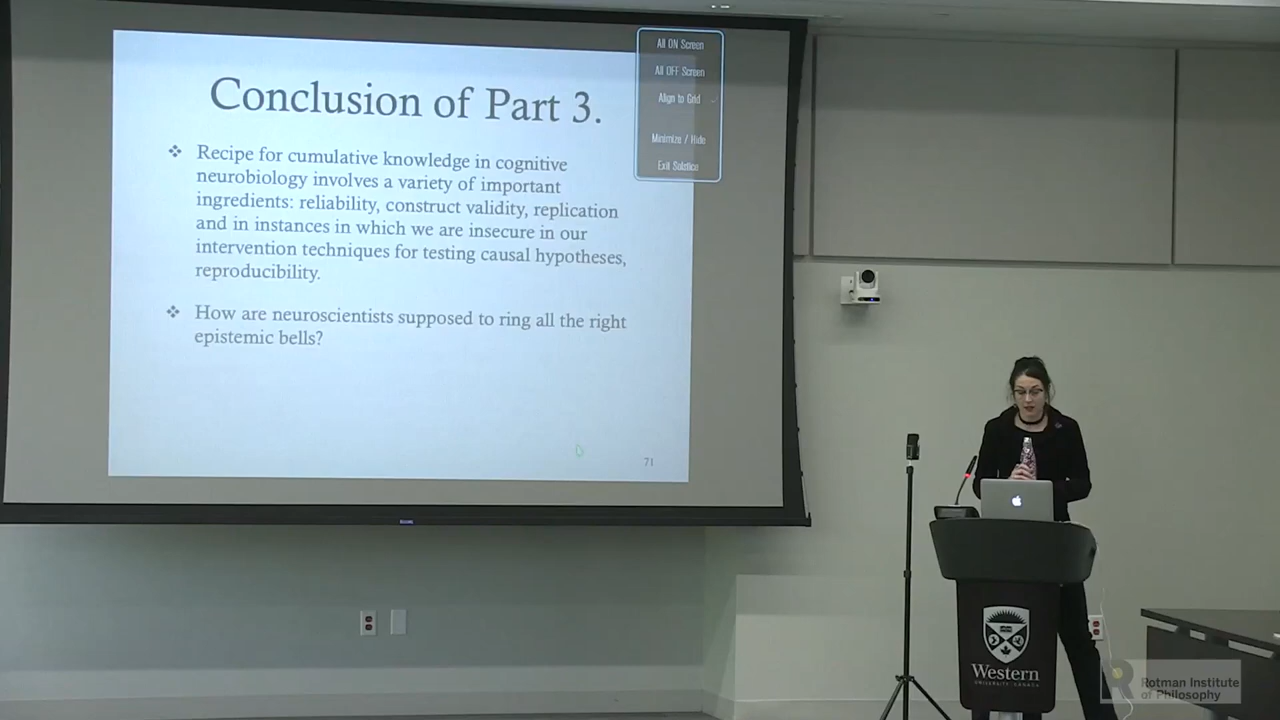 Conclusion of Part 3.
Recipe for cumulative knowledge in cognitive
neurobiology involves a variety of important
ingredients: reliability, construct validity, replication
and in instances in which we are insecure in our
intervention techniques for testing causal hypotheses,
reproducibility.
How are neuroscientists supposed to ring all the right
epistemic bells?
71
All ON Screen
All OFF Screen
Align to Grid
Minimize / Hide
Exit Solstice
Western
UNIVERSITY · CANADA
R
Rotman Institute
of Philosophy